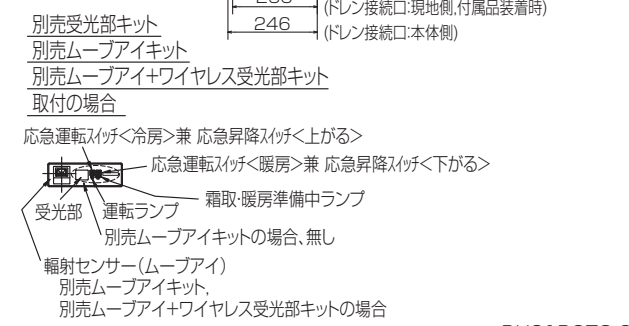 (ドレン接続口:現地側,付属品装着時)
246
(ドレン接続口:本体側)
別売受光部キット
別売ムーブアイキット
別売ムーブアイ+ワイヤレス受光部キット
取付の場合
応急運転スイッチ<冷房>兼 応急昇降スイッチ<上がる>
応急運転スイッチ<暖房>兼 応急昇降スイッチ<下がる>
霜取・暖房準備中ランプ
受光部 運転ランプ
別売ムーブアイキットの場合、無し
輻射センサー(ムーブアイ)
別売ムーブアイキット,
別売ムーブアイ+ワイヤレス受光部キットの場合